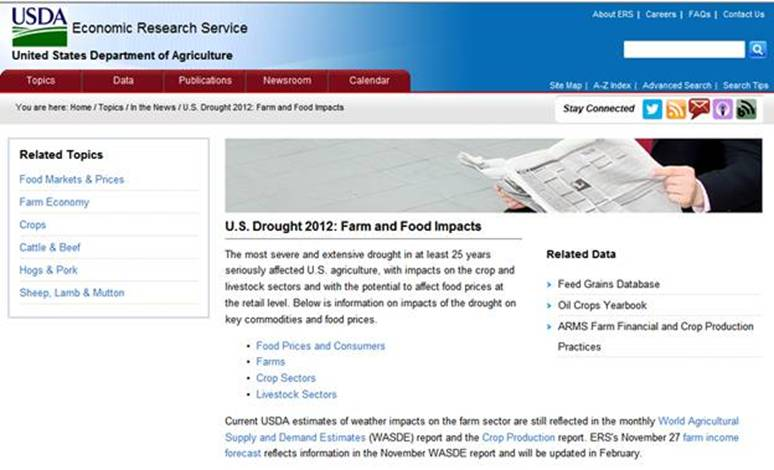 USDA
Economic Research Service
United States Department of Agriculture
About ERS | Careers | FAQs | Contact Us
Topics
Data
Publications
Newsroom
Calendar
Site Map | A-Z Index | Advanced Search | Search Tips
You are here: Home / Topics / In the News / U.S. Drought 2012: Farm and Food Impacts
Stay Connected
Related Topics
Food Markets & Prices
Farm Economy
Crops
Cattle & Beef
Hogs & Pork
Sheep, Lamb & Mutton
U.S. Drought 2012: Farm and Food Impacts
The most severe and extensive drought in at least 25 years
seriously affected U.S. agriculture, with impacts on the crop and
livestock sectors and with the potential to affect food prices at
the retail level. Below is information on impacts of the drought on
key commodities and food prices.
• Food Prices and Consumers
• Farms
• Crop Sectors
• Livestock Sectors
Related Data
Feed Grains Database
Oil Crops Yearbook
ARMS Farm Financial and Crop Production
Practices
Current USDA estimates of weather impacts on the farm sector are still reflected in the monthly World Agricultural
Supply and Demand Estimates (WASDE) report and the Crop Production report. ERS's November 27 farm income
forecast reflects information in the November WASDE report and will be updated in February.